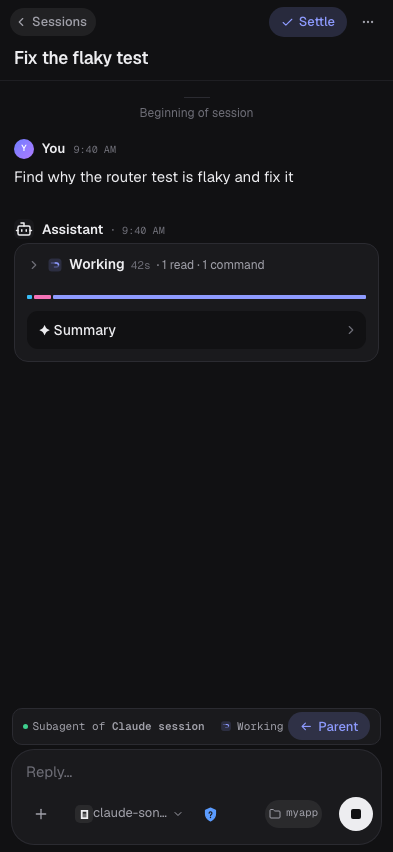 Sessions
Settle
Fix the flaky test
Beginning of session
Y You 9:40 AM
Find why the router test is flaky and fix it
Assistant · 9:40 AM
Working 42s · 1 read · 1 command
Summary
Subagent of Claude session Working Parent
Reply…
claude-son… myapp